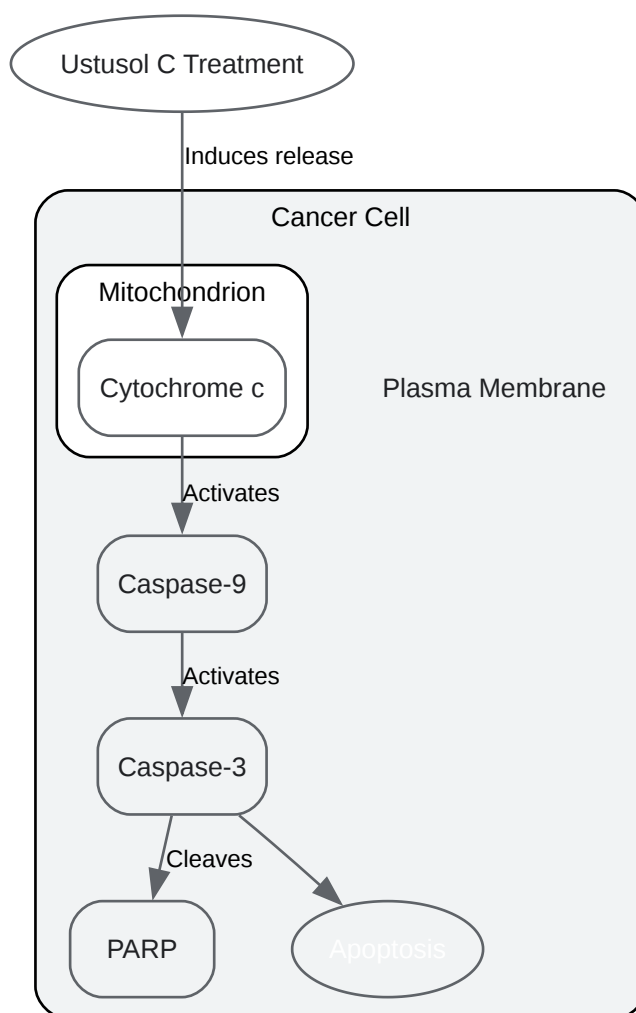 Ustusol C Treatment
Induces release
Cancer Cell
Mitochondrion
Cytochrome c
Plasma Membrane
Activates
Caspase-9
Activates
Caspase-3
Cleaves
PARP
Apoptosis